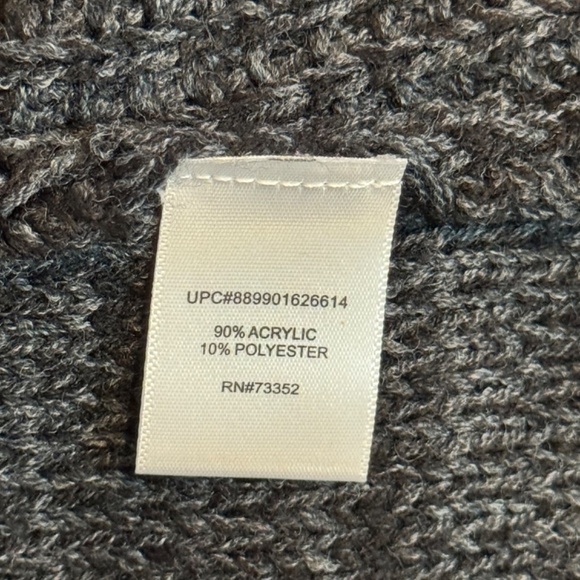 UPC#889901626614
90% ACRYLIC
10% POLYESTER
RN#73352